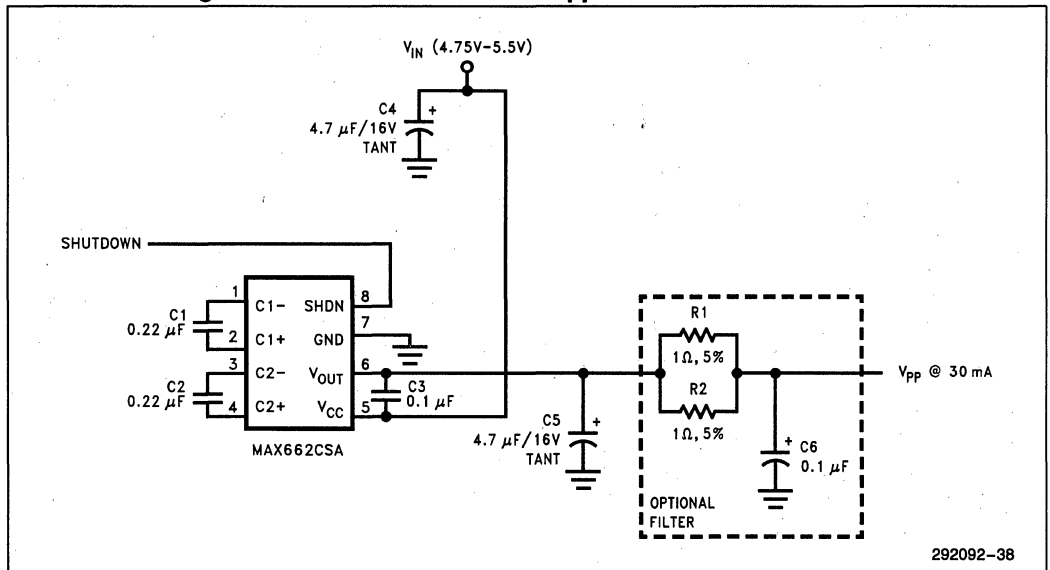 V_IN (4.75V–5.5V)
C4 +
4.7 μF/16V
TANT
SHUTDOWN
1 C1– SHDN 8
C1
0.22 μF
2 C1+ GND 7
3 C2– V_OUT 6
C2
0.22 μF
4 C2+ V_CC 5
MAX662CSA
C3
0.1 μF
C5 +
4.7 μF/16V
TANT
R1
1Ω, 5%
R2
1Ω, 5%
V_PP @ 30 mA
+ C6
0.1 μF
OPTIONAL
FILTER
292092–38